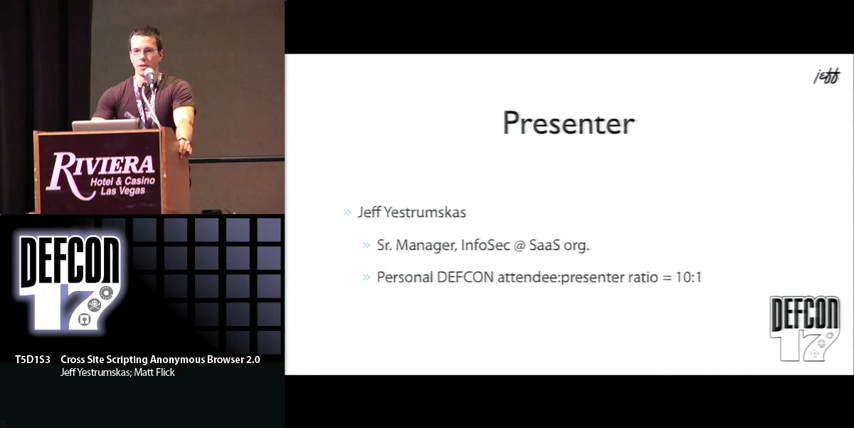 RIVIERA
Hotel & Casino
Las Vegas
DEFCON
17
T5D1S3 Cross Site Scripting Anonymous Browser 2.0
Jeff Yestrumskas; Matt Flick
jeff
Presenter
» Jeff Yestrumskas
» Sr. Manager, InfoSec @ SaaS org.
» Personal DEFCON attendee:presenter ratio = 10:1
DEFCON
17